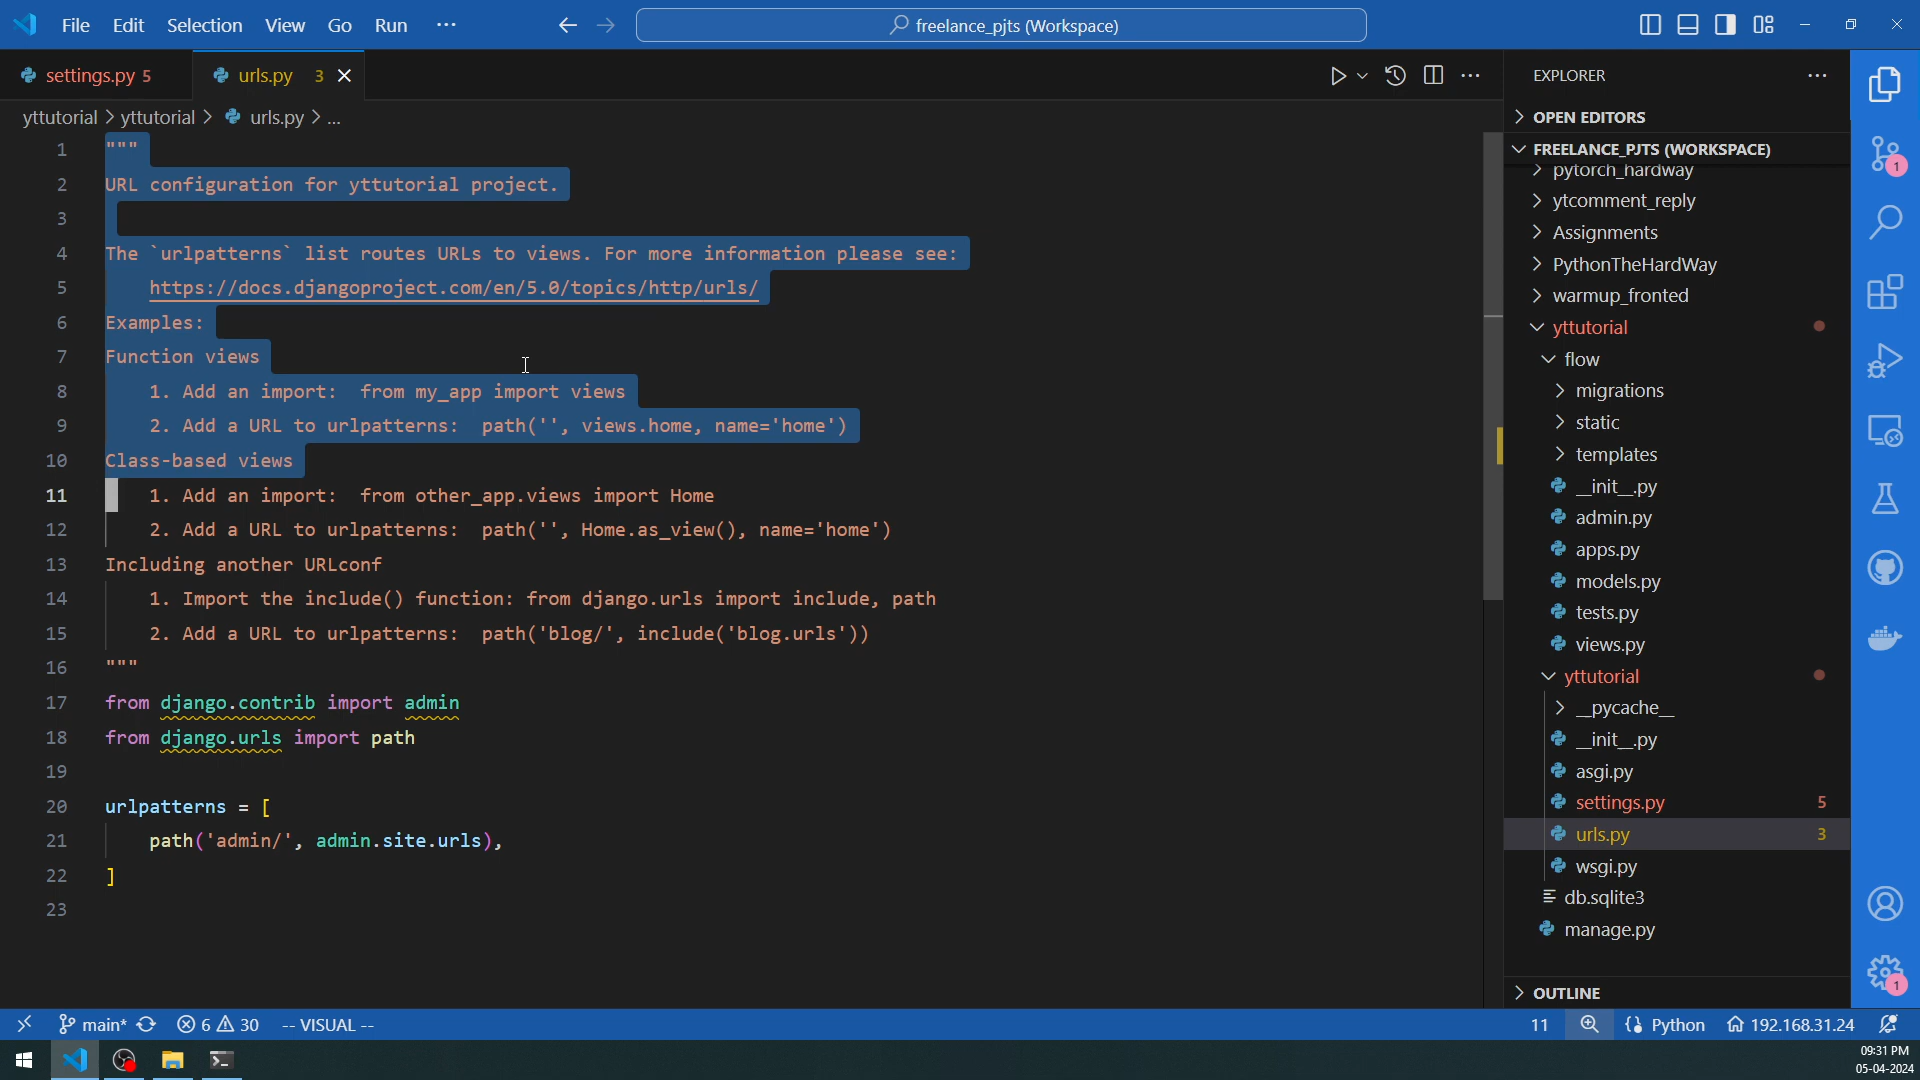 File Edit Selection View Go Run ···
freelance_pjts (Workspace)
settings.py 5
urls.py 3
yttutorial > yttutorial > urls.py > ...
1 """
2 URL configuration for yttutorial project.
3
4 The `urlpatterns` list routes URLs to views. For more information please see:
5 https://docs.djangoproject.com/en/5.0/topics/http/urls/
6 Examples:
7 Function views
8 1. Add an import:  from my_app import views
9 2. Add a URL to urlpatterns:  path('', views.home, name='home')
10 Class-based views
11 1. Add an import:  from other_app.views import Home
12 2. Add a URL to urlpatterns:  path('', Home.as_view(), name='home')
13 Including another URLconf
14 1. Import the include() function: from django.urls import include, path
15 2. Add a URL to urlpatterns:  path('blog/', include('blog.urls'))
16 """
17 from django.contrib import admin
18 from django.urls import path
19
20 urlpatterns = [
21 path('admin/', admin.site.urls),
22 ]
23
EXPLORER
OPEN EDITORS
FREELANCE_PJTS (WORKSPACE)
pytorch_hardway
ytcomment_reply
Assignments
PythonTheHardWay
warmup_fronted
yttutorial
flow
migrations
static
templates
__init__.py
admin.py
apps.py
models.py
tests.py
views.py
yttutorial
__pycache__
__init__.py
asgi.py
settings.py 5
urls.py 3
wsgi.py
db.sqlite3
manage.py
OUTLINE
1
1
main* 6 30 -- VISUAL --
11 Python 192.168.31.24
09:31 PM
05-04-2024